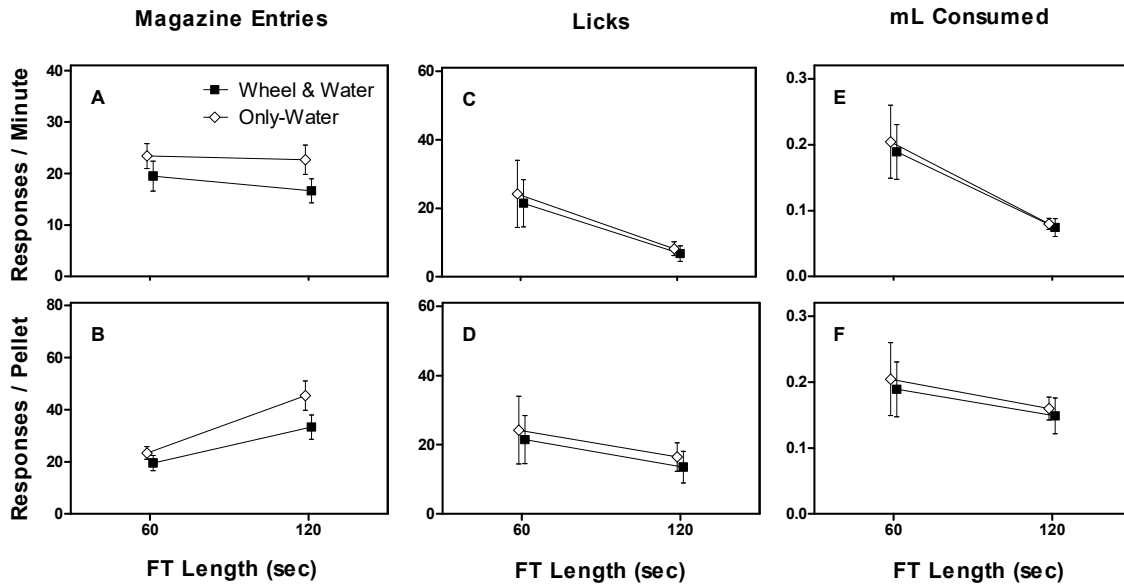 Magazine Entries Licks mL Consumed
Responses / Minute
40
30
20
10
0
A
Wheel & Water
Only-Water
60
40
20
0
C
0.3
0.2
0.1
0.0
E
Responses / Pellet
80
60
40
20
0
B
60 120
FT Length (sec)
60
40
20
0
D
60 120
FT Length (sec)
0.3
0.2
0.1
0.0
F
60 120
FT Length (sec)